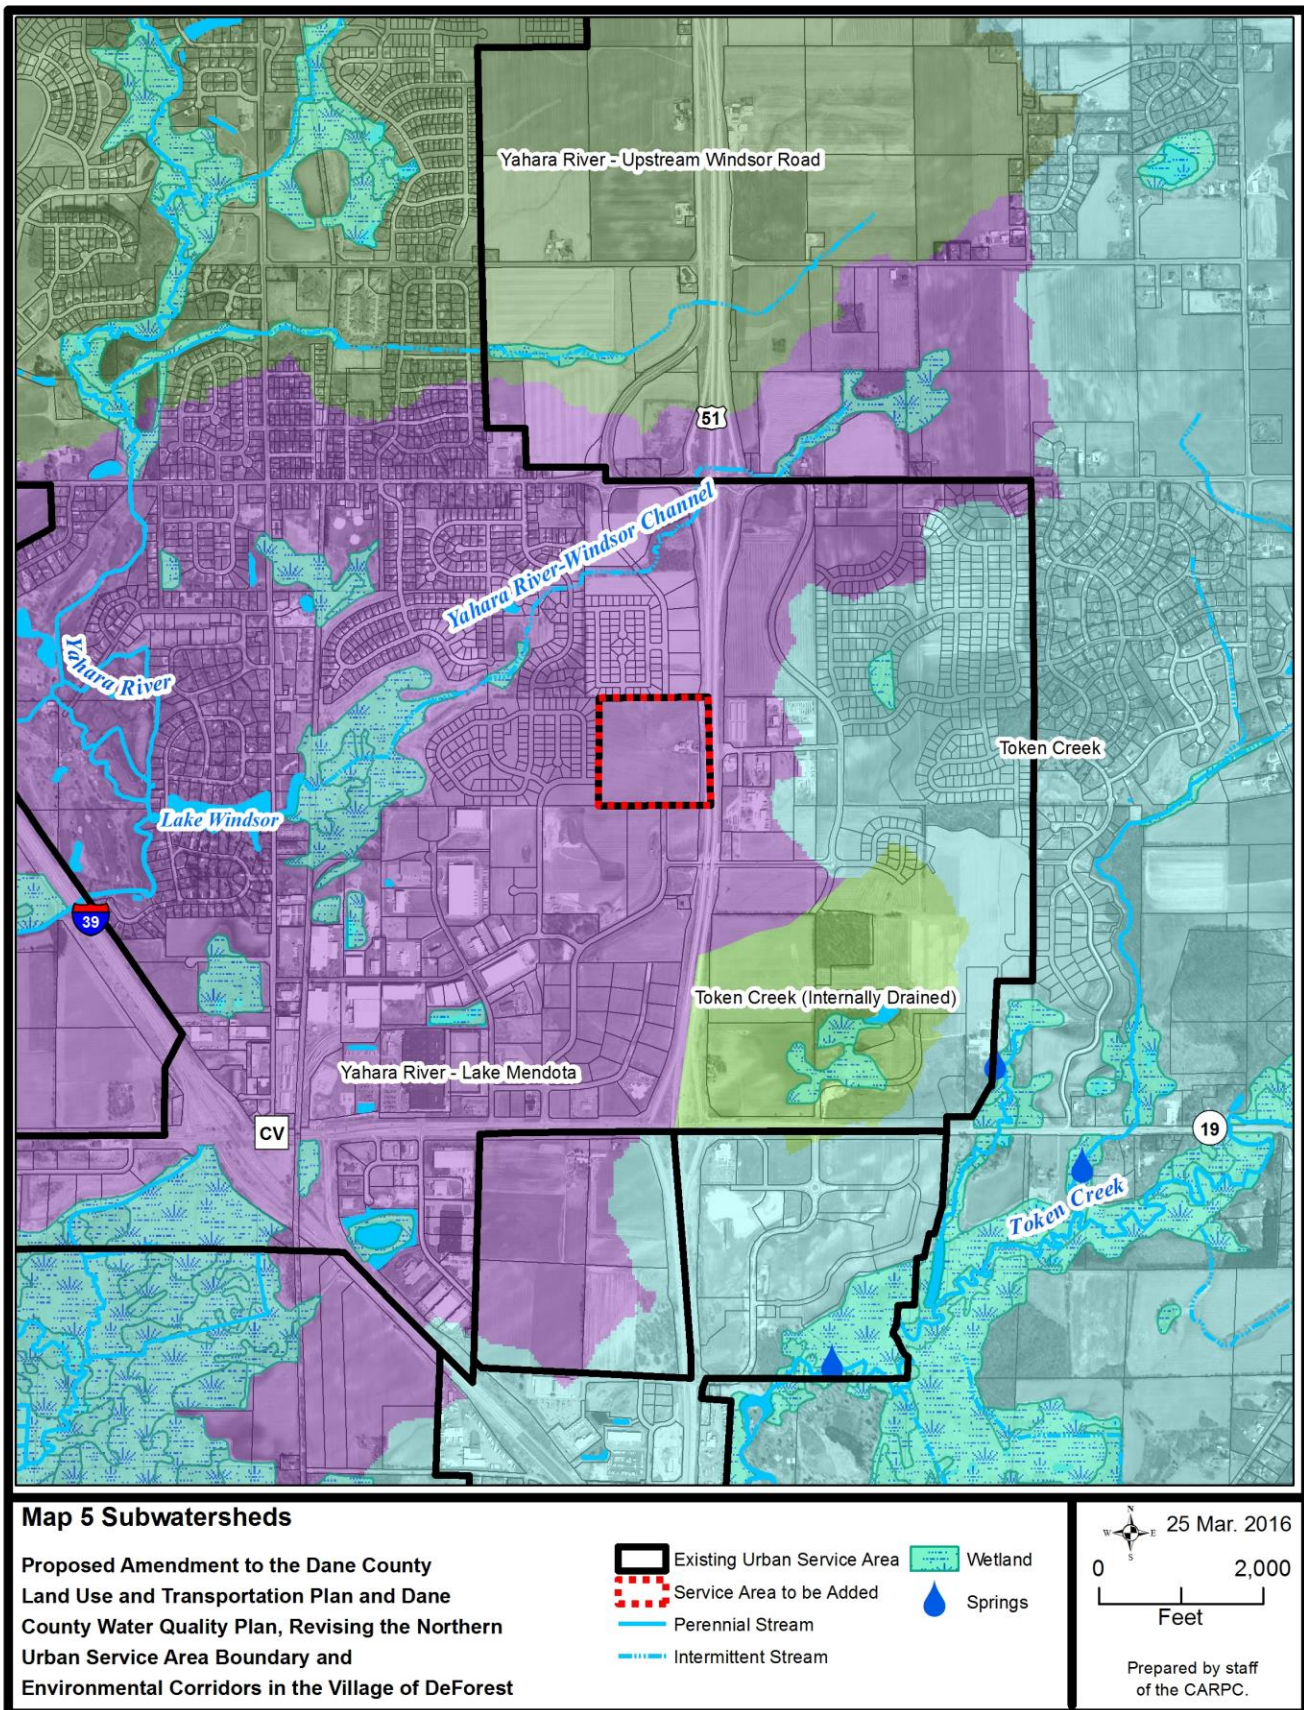 Yahara River - Upstream Windsor Road
51
Yahara River-Windsor Channel
Yahara River
Token Creek
Lake Windsor
39
Token Creek (Internally Drained)
Yahara River - Lake Mendota
CV
19
Token Creek
Map 5 Subwatersheds
Proposed Amendment to the Dane County
Land Use and Transportation Plan and Dane
County Water Quality Plan, Revising the Northern
Urban Service Area Boundary and
Environmental Corridors in the Village of DeForest
Existing Urban Service Area
Service Area to be Added
Perennial Stream
Intermittent Stream
Wetland
Springs
N
W E
S
25 Mar. 2016
0 2,000
Feet
Prepared by staff
of the CARPC.